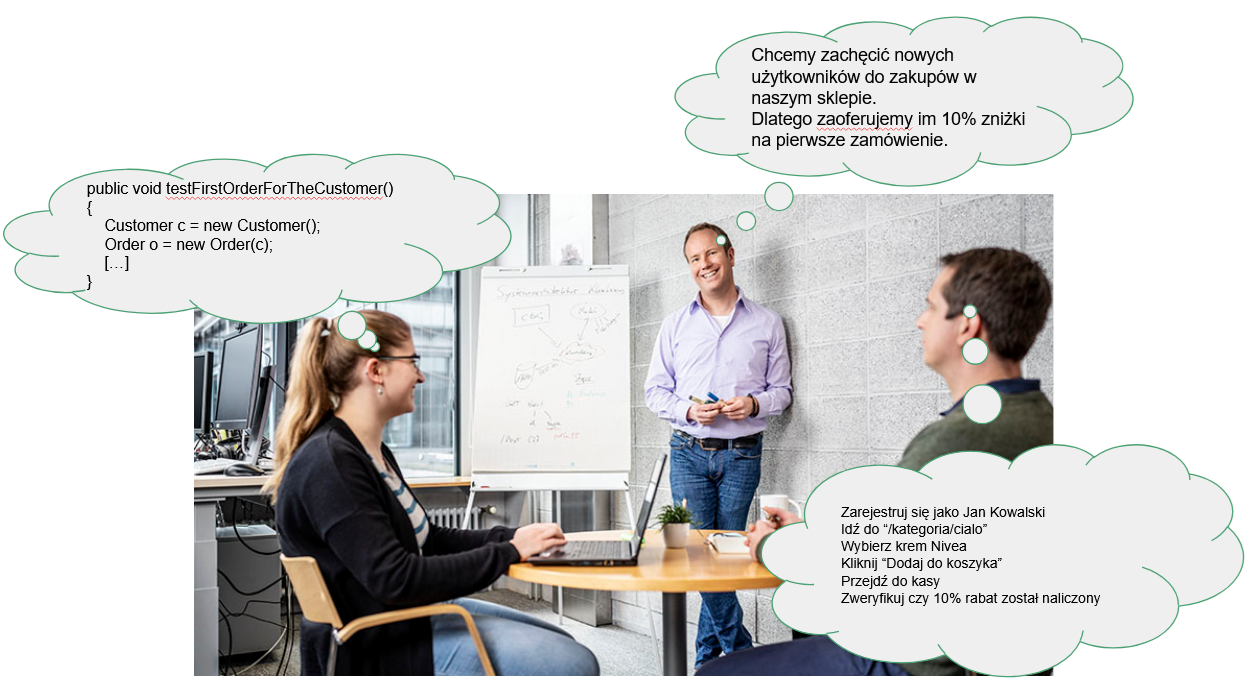 Chcemy zachęcić nowych
użytkowników do zakupów w
naszym sklepie.
Dlatego zaoferujemy im 10% zniżki
na pierwsze zamówienie.
public void testFirstOrderForTheCustomer()
{
Customer c = new Customer();
Order o = new Order(c);
[…]
}
Zarejestruj się jako Jan Kowalski
Idź do “/kategoria/cialo”
Wybierz krem Nivea
Kliknij “Dodaj do koszyka”
Przejdź do kasy
Zweryfikuj czy 10% rabat został naliczony